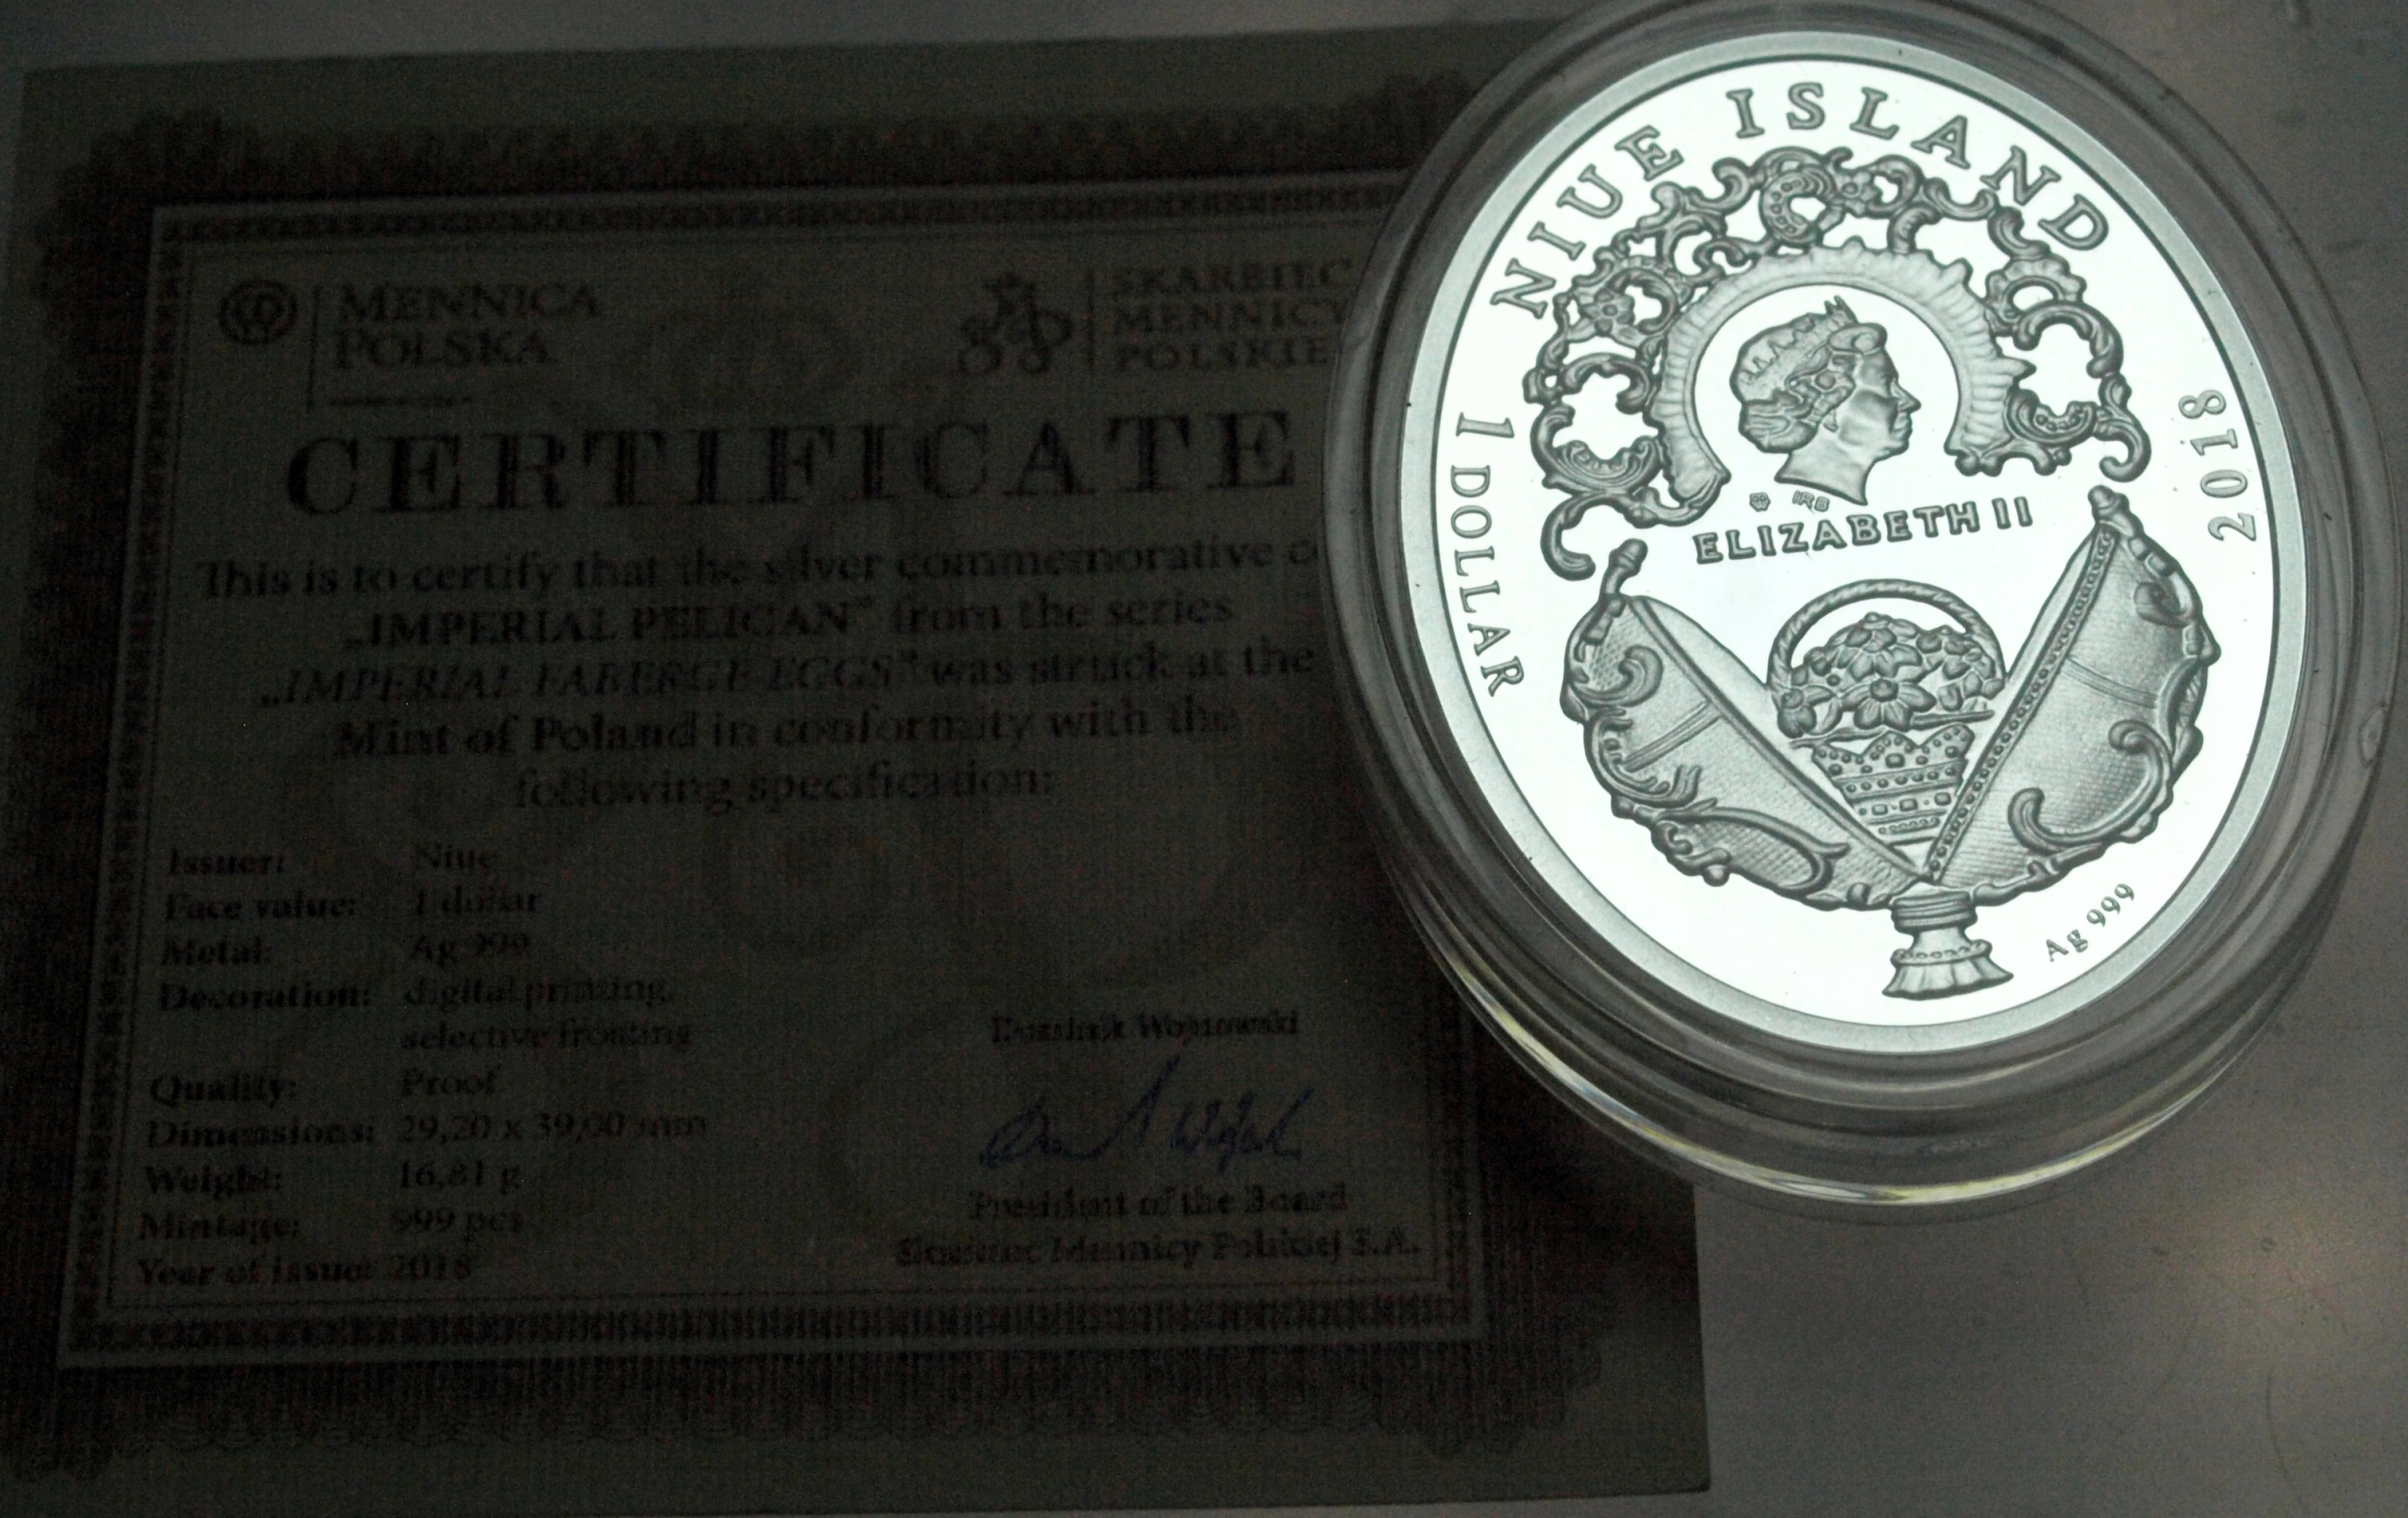 MENNICA
POLSKA
SKARBIEC
MENNICY
POLSKIE
CERTIFICATE
This is to certify that the silver commemorative c
„IMPERIAL PELICAN” from the series
„IMPERIAL FABERGE EGGS” was struck at the
Mint of Poland in conformity with the
following specification:
Issuer: Niue
Face value: 1 dollar
Metal: Ag 999
Decoration: digital printing,
selective frosting
Quality: Proof
Dimensions: 29,20 x 39,00 mm
Weight: 16,81 g
Mintage: 999 pcs
Year of issue: 2018
President of the Board
Mennicy Polskiej S.A.
NIUE ISLAND
1 DOLLAR
2018
IRB
ELIZABETH II
Ag 999